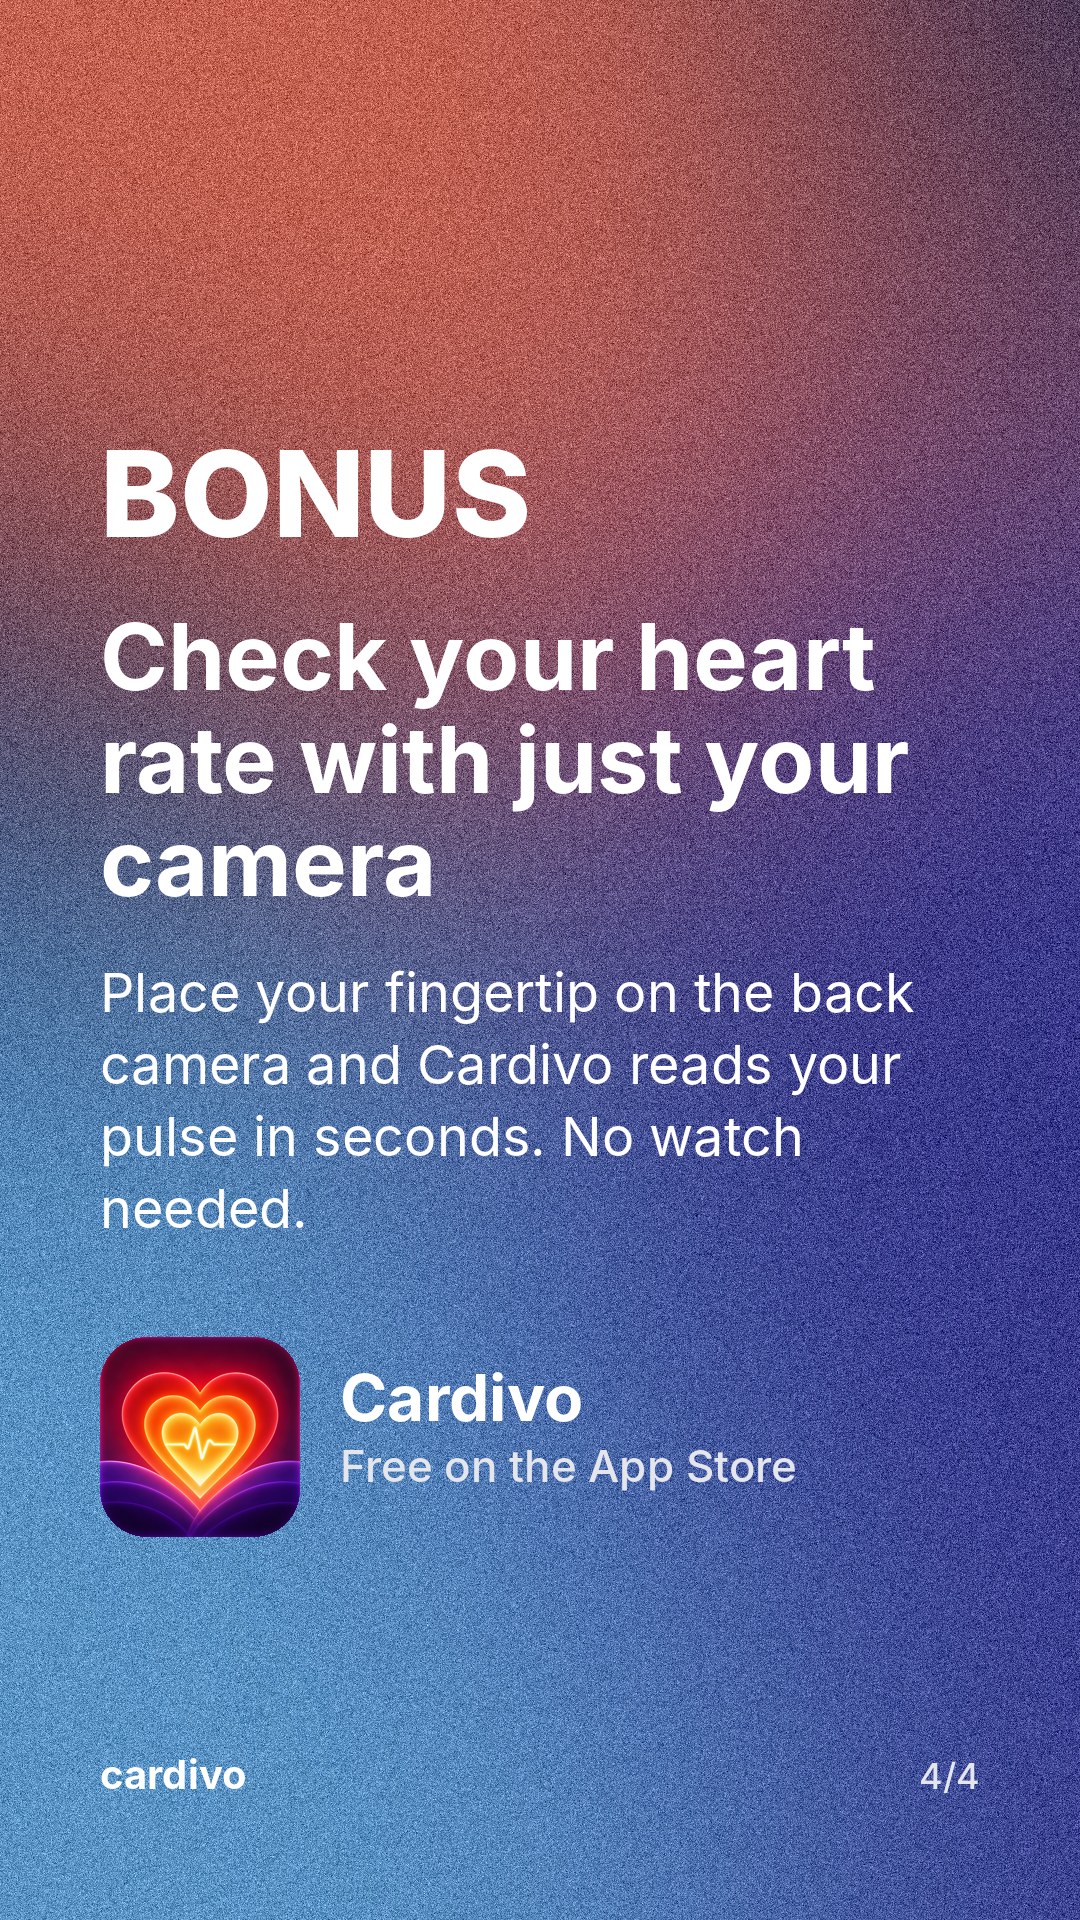 BONUS
Check your heart
rate with just your
camera
Place your fingertip on the back
camera and Cardivo reads your
pulse in seconds. No watch
needed.
Cardivo
Free on the App Store
cardivo
4/4